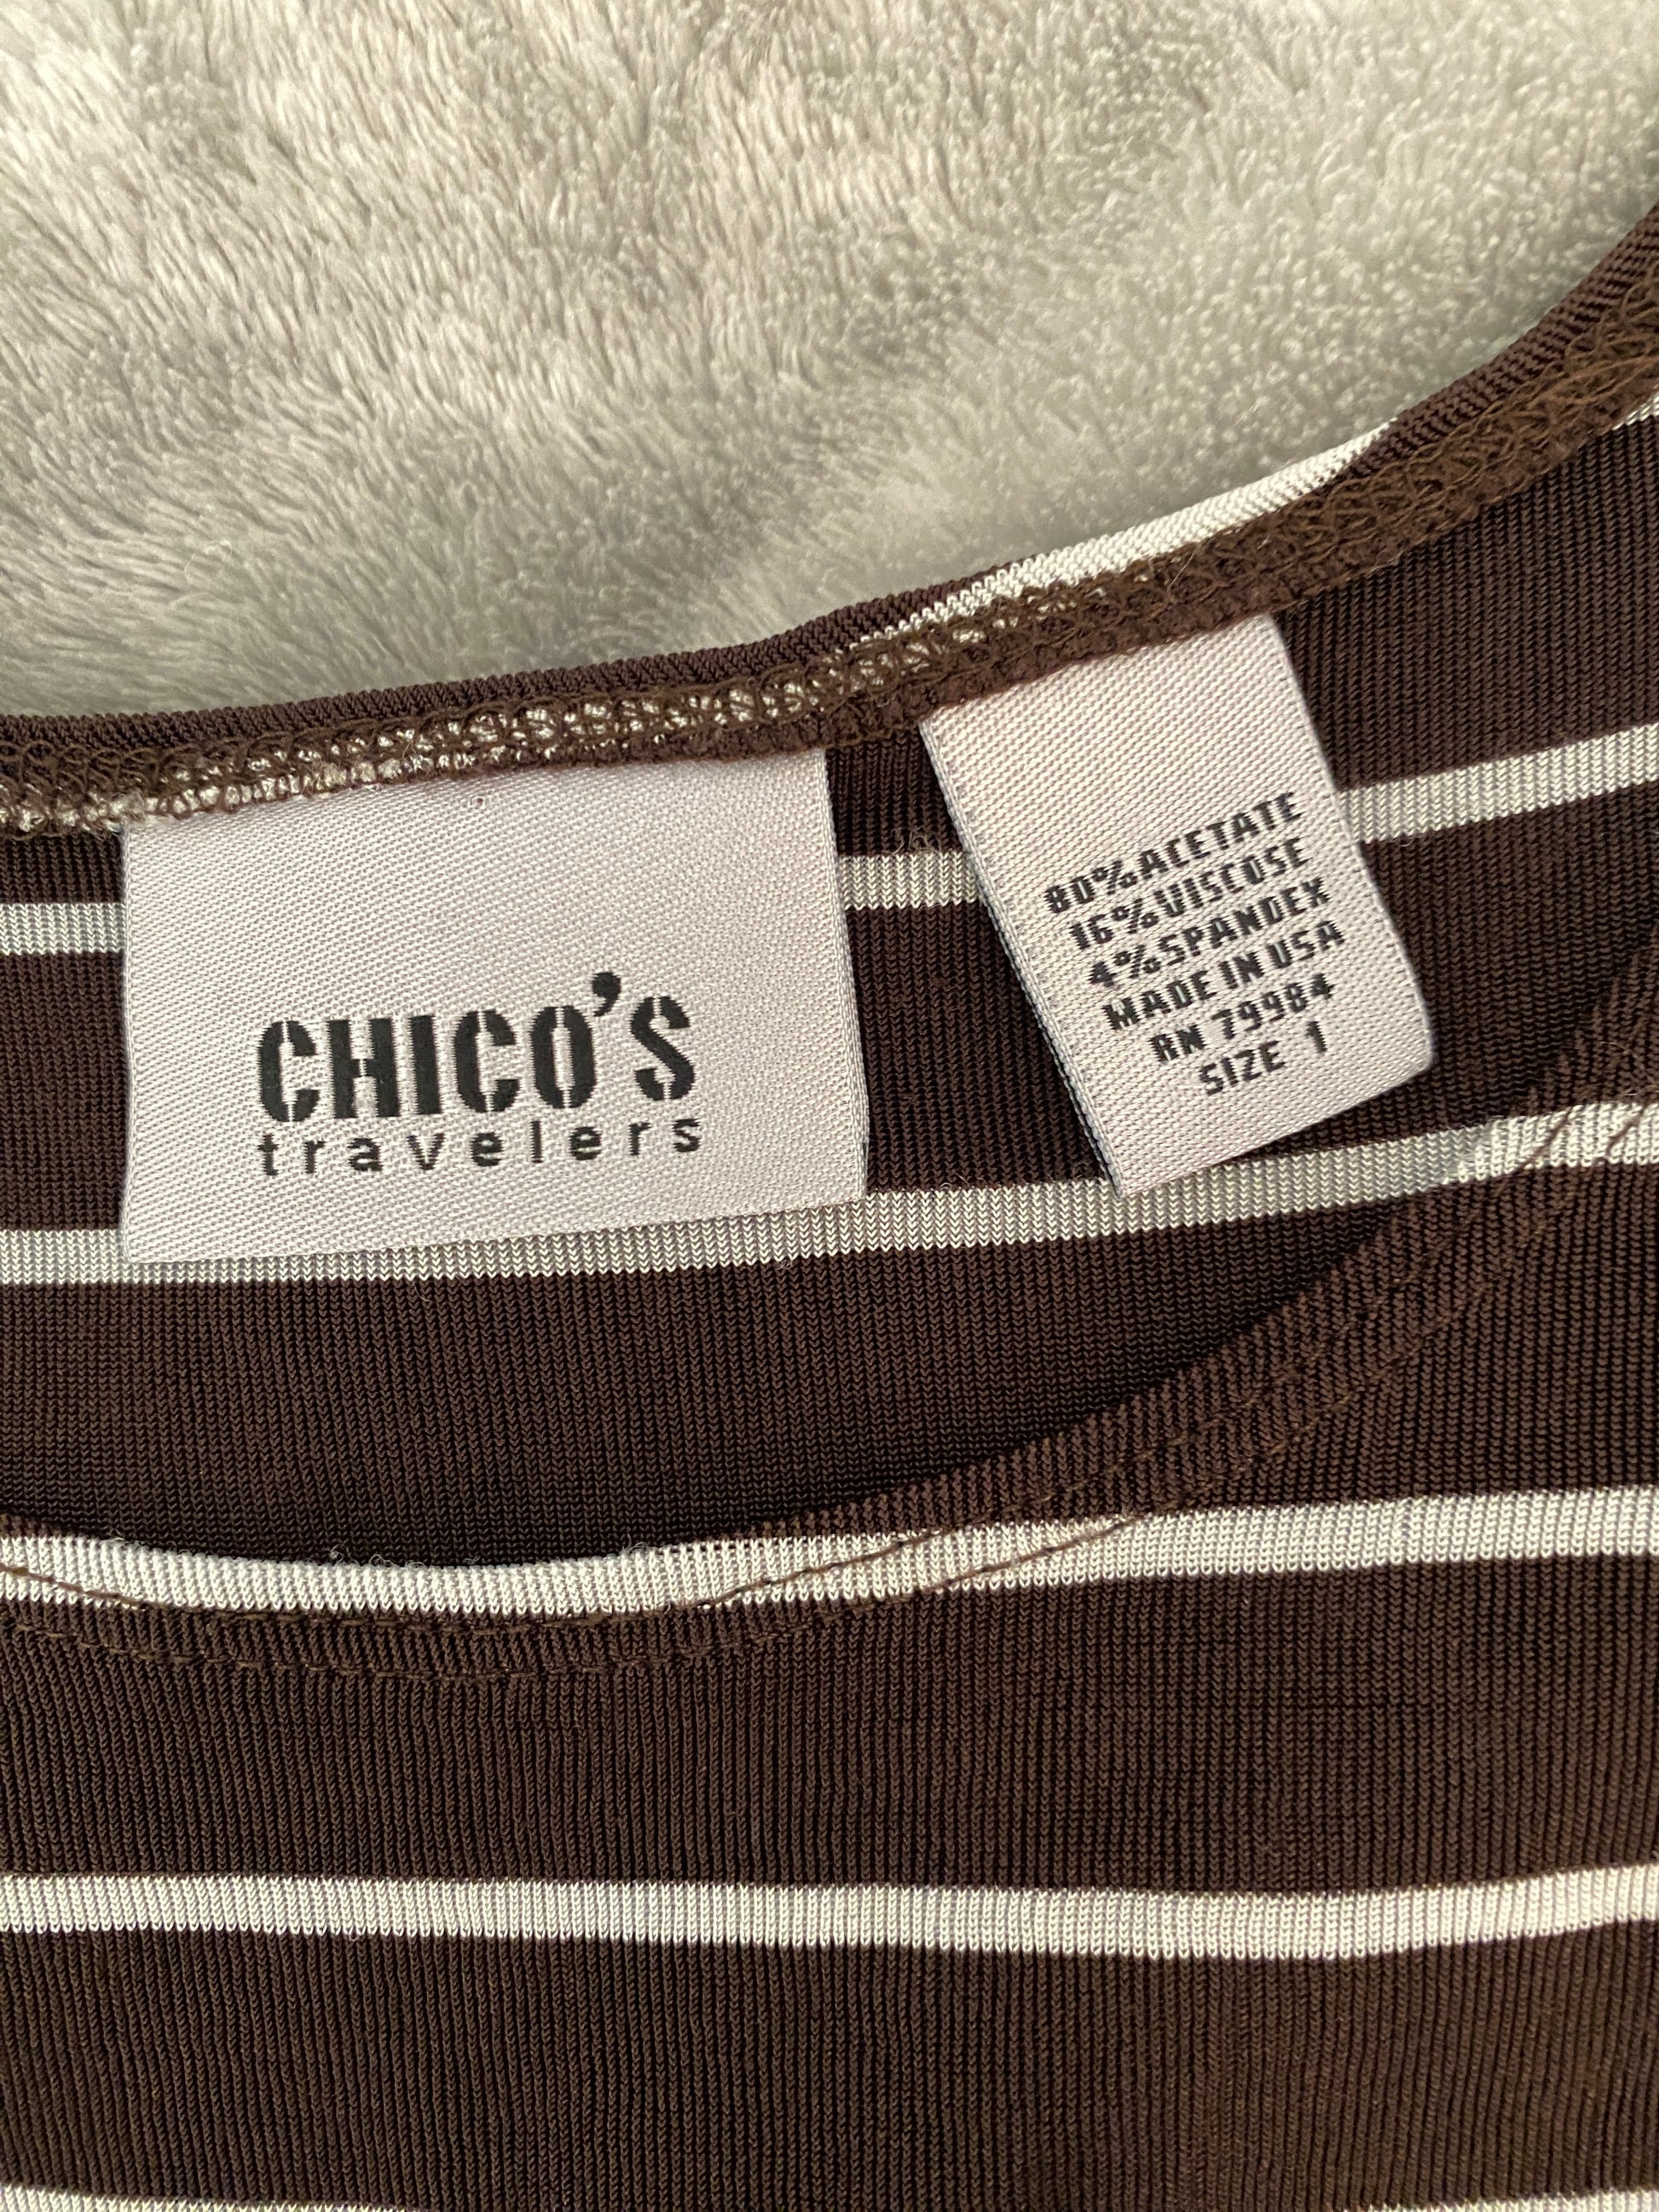 CHICO'S
travelers
80% ACETATE
16% VISCOSE
4% SPANDEX
MADE IN USA
RN 79984
SIZE 1